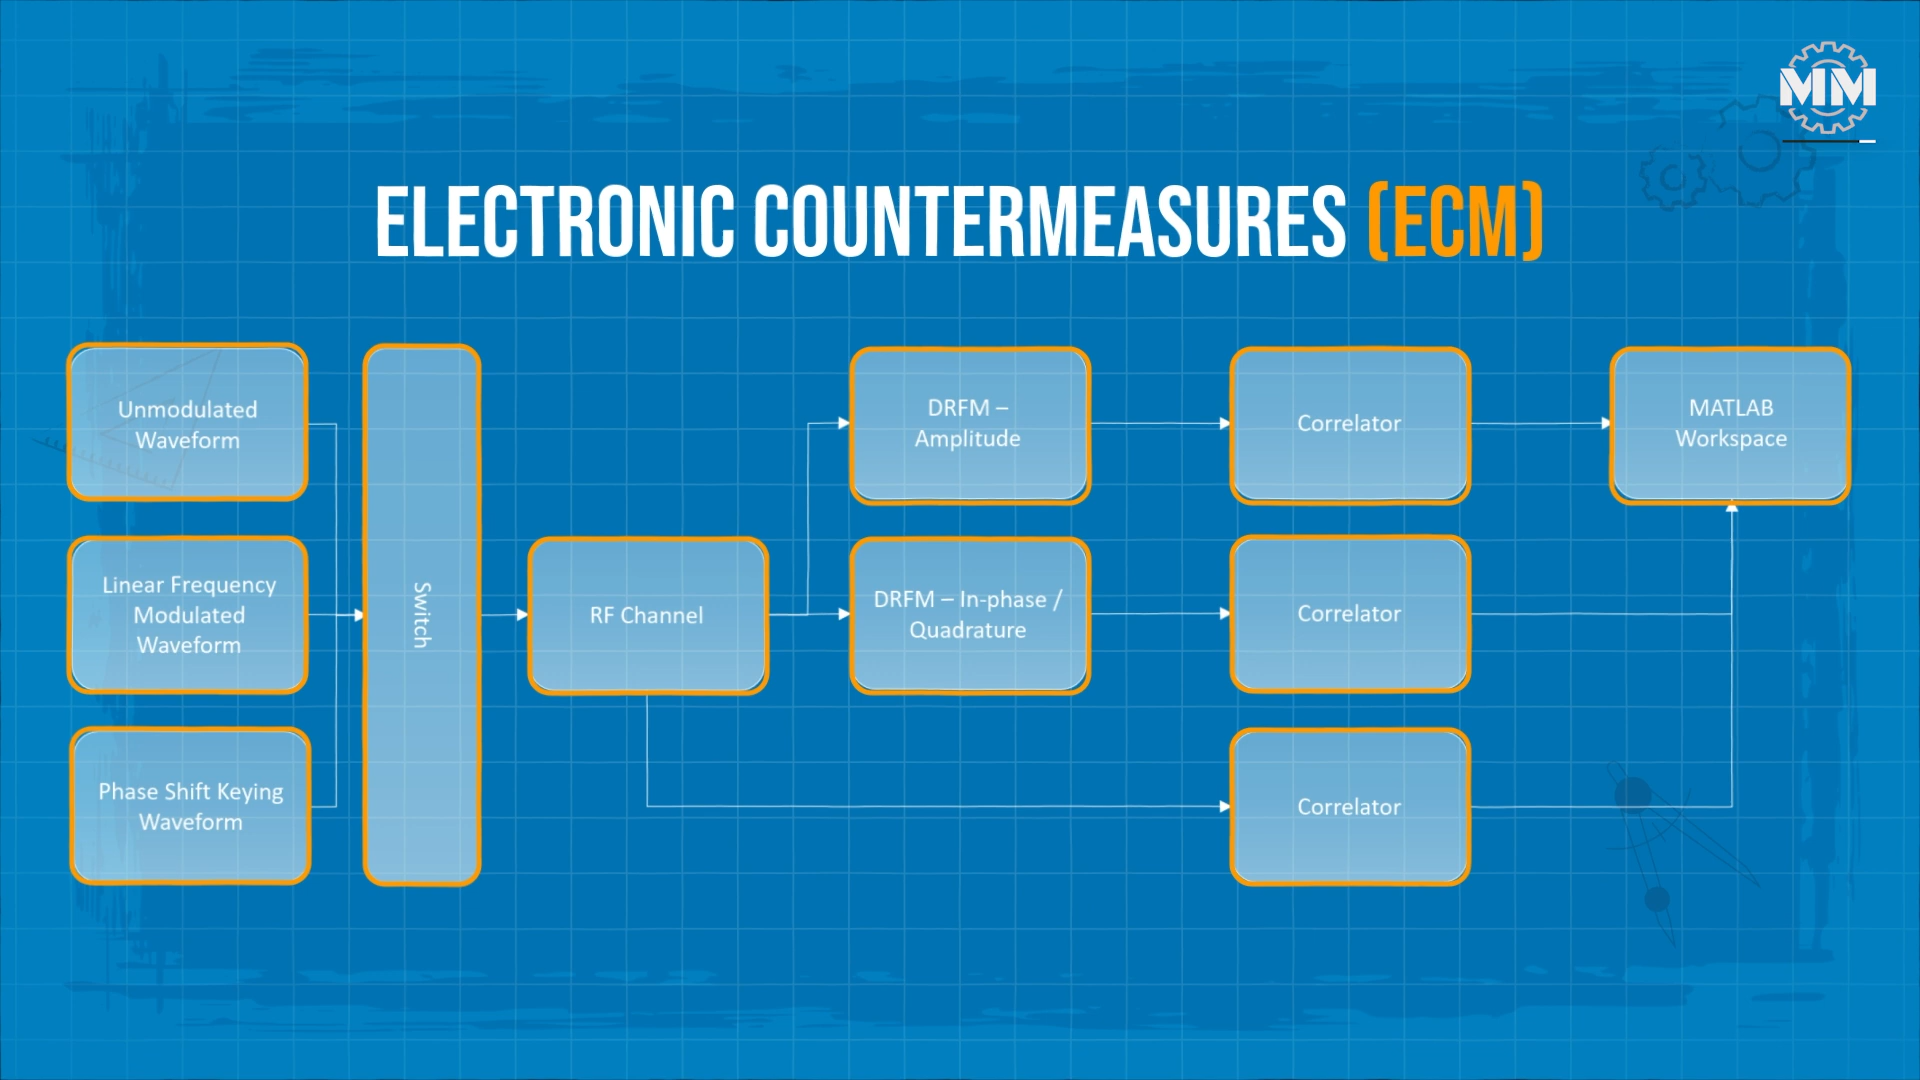 MM
ELECTRONIC COUNTERMEASURES (ECM)
Unmodulated
Waveform
Linear Frequency
Modulated
Waveform
Phase Shift Keying
Waveform
Switch
RF Channel
DRFM –
Amplitude
DRFM – In-phase /
Quadrature
Correlator
Correlator
Correlator
MATLAB
Workspace